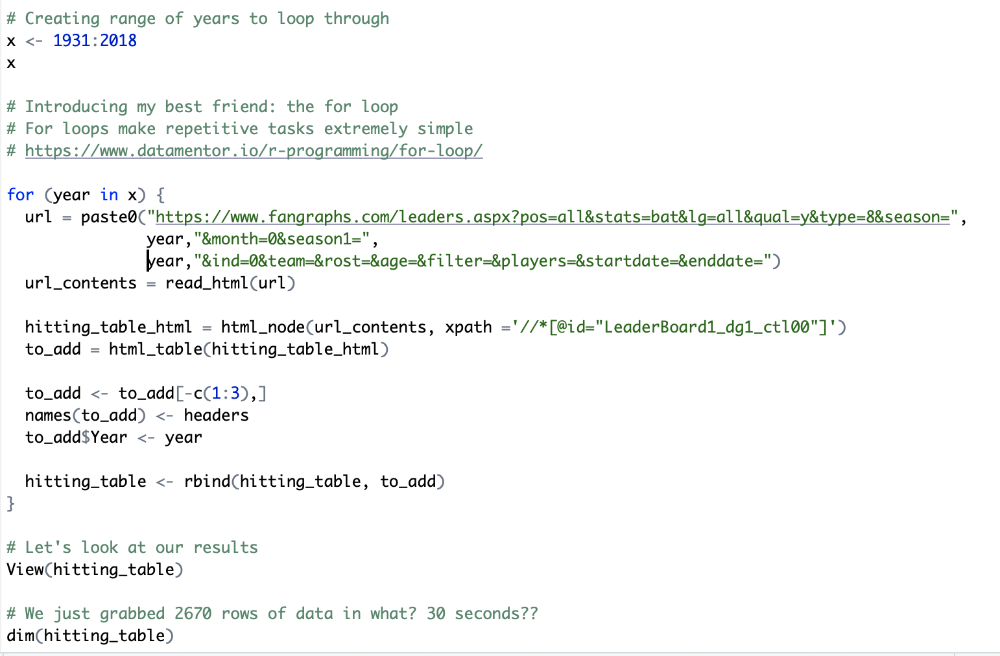 # Creating range of years to loop through
x <- 1931:2018
x
# Introducing my best friend: the for loop
# For loops make repetitive tasks extremely simple
# https://www.datamentor.io/r-programming/for-loop/
for (year in x) {
  url = paste0("https://www.fangraphs.com/leaders.aspx?pos=all&stats=bat&lg=all&qual=y&type=8&season=",
               year,"&month=0&season1=",
               year,"&ind=0&team=&rost=&age=&filter=&players=&startdate=&enddate=")
  url_contents = read_html(url)
  hitting_table_html = html_node(url_contents, xpath ='//*[@id="LeaderBoard1_dg1_ctl00"]')
  to_add = html_table(hitting_table_html)
  to_add <- to_add[-c(1:3),]
  names(to_add) <- headers
  to_add$Year <- year
  hitting_table <- rbind(hitting_table, to_add)
}
# Let's look at our results
View(hitting_table)
# We just grabbed 2670 rows of data in what? 30 seconds??
dim(hitting_table)